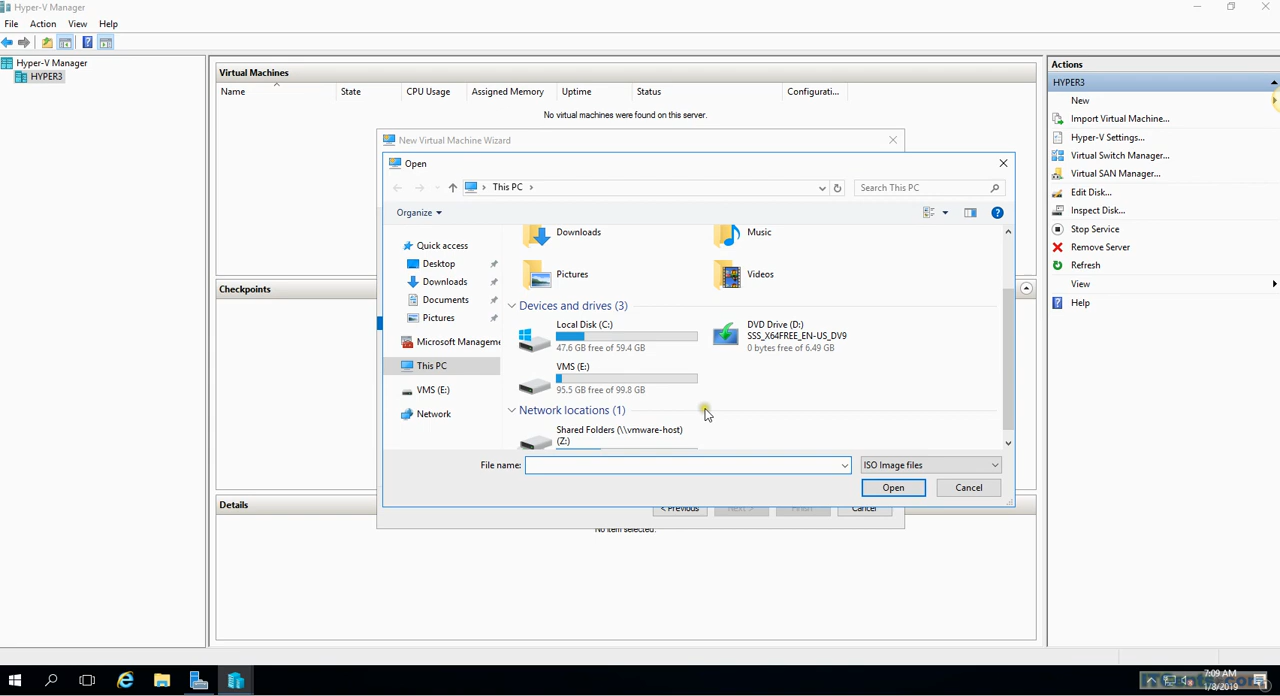 Hyper-V Manager
File Action View Help
Hyper-V Manager
HYPER3
Virtual Machines
Name State CPU Usage Assigned Memory Uptime Status Configurati...
No virtual machines were found on this server.
New Virtual Machine Wizard
Open
This PC
Search This PC
Organize
Quick access
Desktop
Downloads
Documents
Pictures
Microsoft Manageme
This PC
VMS (E:)
Network
Downloads
Music
Pictures
Videos
Devices and drives (3)
Local Disk (C:)
47.6 GB free of 59.4 GB
DVD Drive (D:)
SSS_X64FREE_EN-US_DV9
0 bytes free of 6.49 GB
VMS (E:)
95.5 GB free of 99.8 GB
Network locations (1)
Shared Folders (\\vmware-host)
(Z:)
File name:
ISO Image files
Open
Cancel
< Previous Next > Finish Cancel
Checkpoints
Details
No item selected.
Actions
HYPER3
New
Import Virtual Machine...
Hyper-V Settings...
Virtual Switch Manager...
Virtual SAN Manager...
Edit Disk...
Inspect Disk...
Stop Service
Remove Server
Refresh
View
Help
7:09 AM
1/8/2019